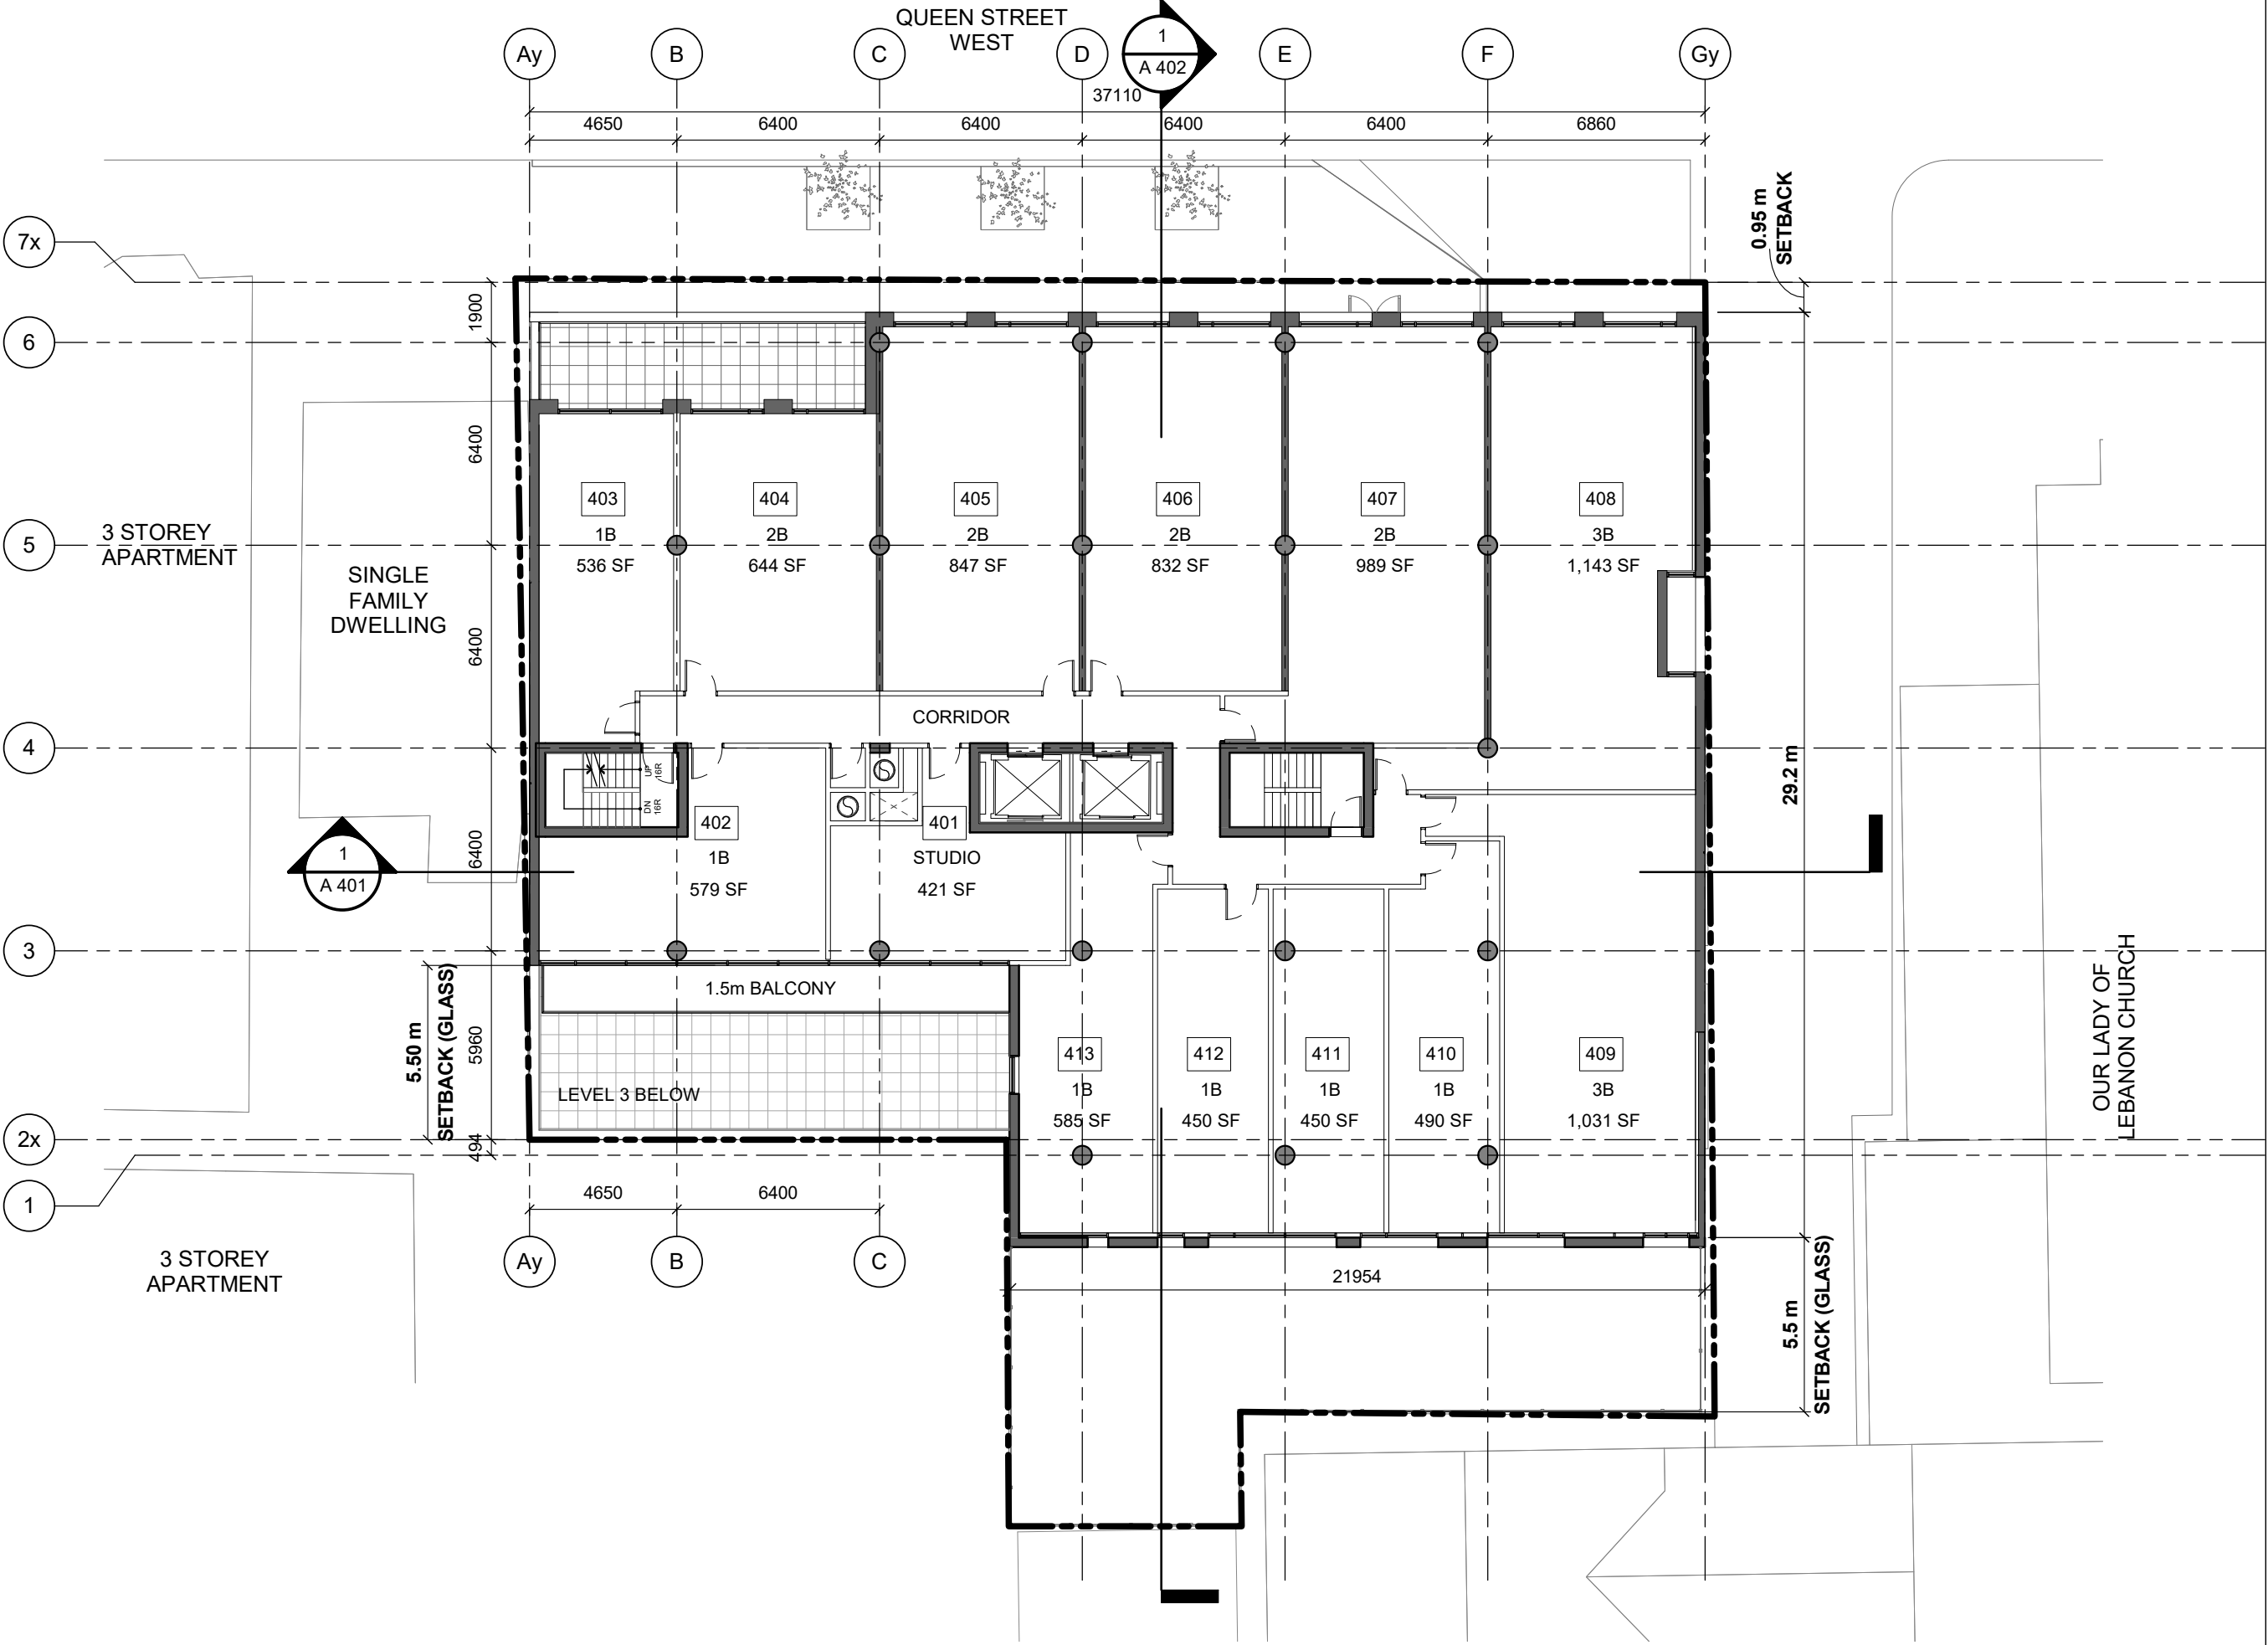 QUEEN STREET
WEST
Ay
B
C
D
1
A 402
E
F
Gy
37110
4650
6400
6400
6400
6400
6860
0.95 m
SETBACK
7x
1900
6
6400
403
1B
536 SF
404
2B
644 SF
405
2B
847 SF
406
2B
832 SF
407
2B
989 SF
408
3B
1,143 SF
5
3 STOREY
APARTMENT
SINGLE
FAMILY
DWELLING
6400
CORRIDOR
4
UP
16R
DN
16R
402
1B
579 SF
401
STUDIO
421 SF
29.2 m
6400
1
A 401
3
5.50 m
SETBACK (GLASS)
5960
1.5m BALCONY
LEVEL 3 BELOW
413
1B
585 SF
412
1B
450 SF
411
1B
450 SF
410
1B
490 SF
409
3B
1,031 SF
OUR LADY OF
LEBANON CHURCH
2x
494
1
4650
6400
Ay
B
C
3 STOREY
APARTMENT
21954
5.5 m
SETBACK (GLASS)